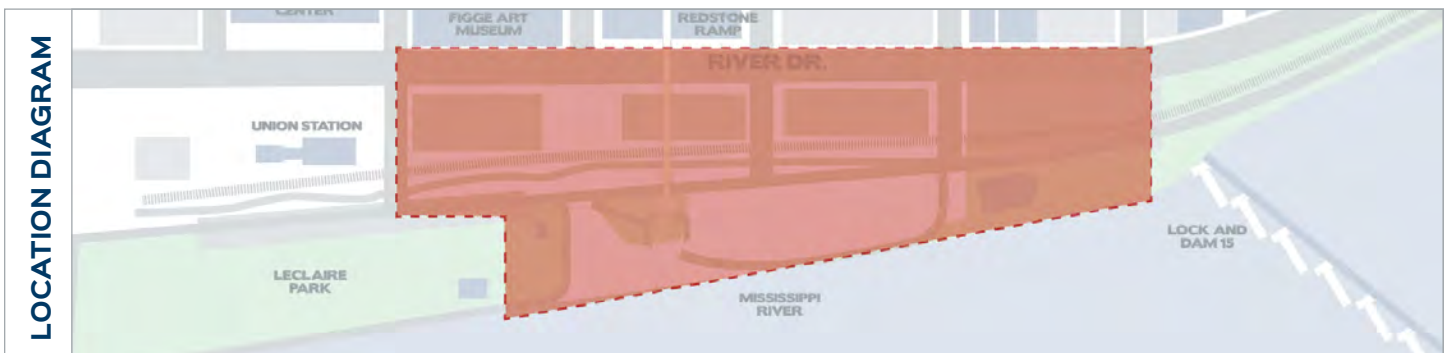 LOCATION DIAGRAM
CENTER
FIGGE ART
MUSEUM
REDSTONE
RAMP
RIVER DR.
UNION STATION
LECLAIRE
PARK
MISSISSIPPI
RIVER
LOCK AND
DAM 15